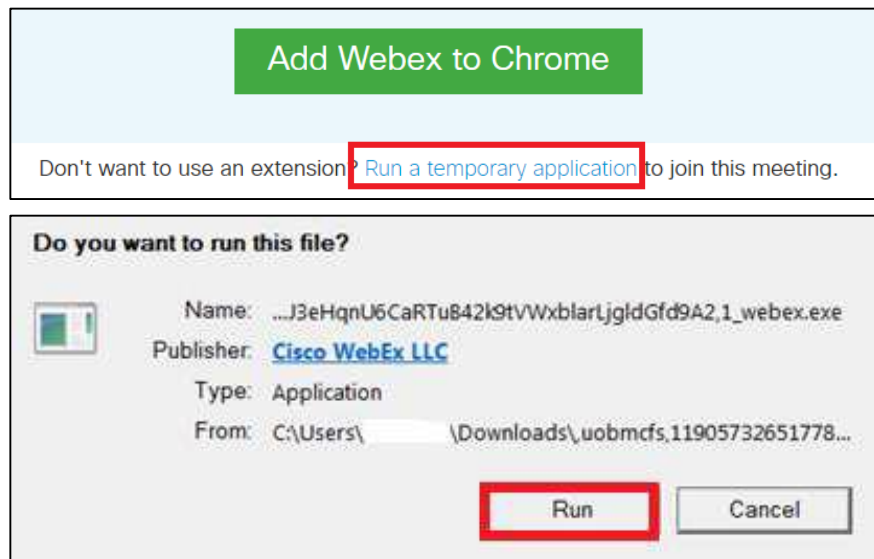 Add Webex to Chrome
Don't want to use an extension? Run a temporary application to join this meeting.
Do you want to run this file?
Name: ...J3eHqnU6CaRTuB42k9tVWxblarLjgldGfd9A2,1_webex.exe
Publisher: Cisco WebEx LLC
Type: Application
From: C:\Users\ \Downloads\,uobmcfs,11905732651778...
Run Cancel